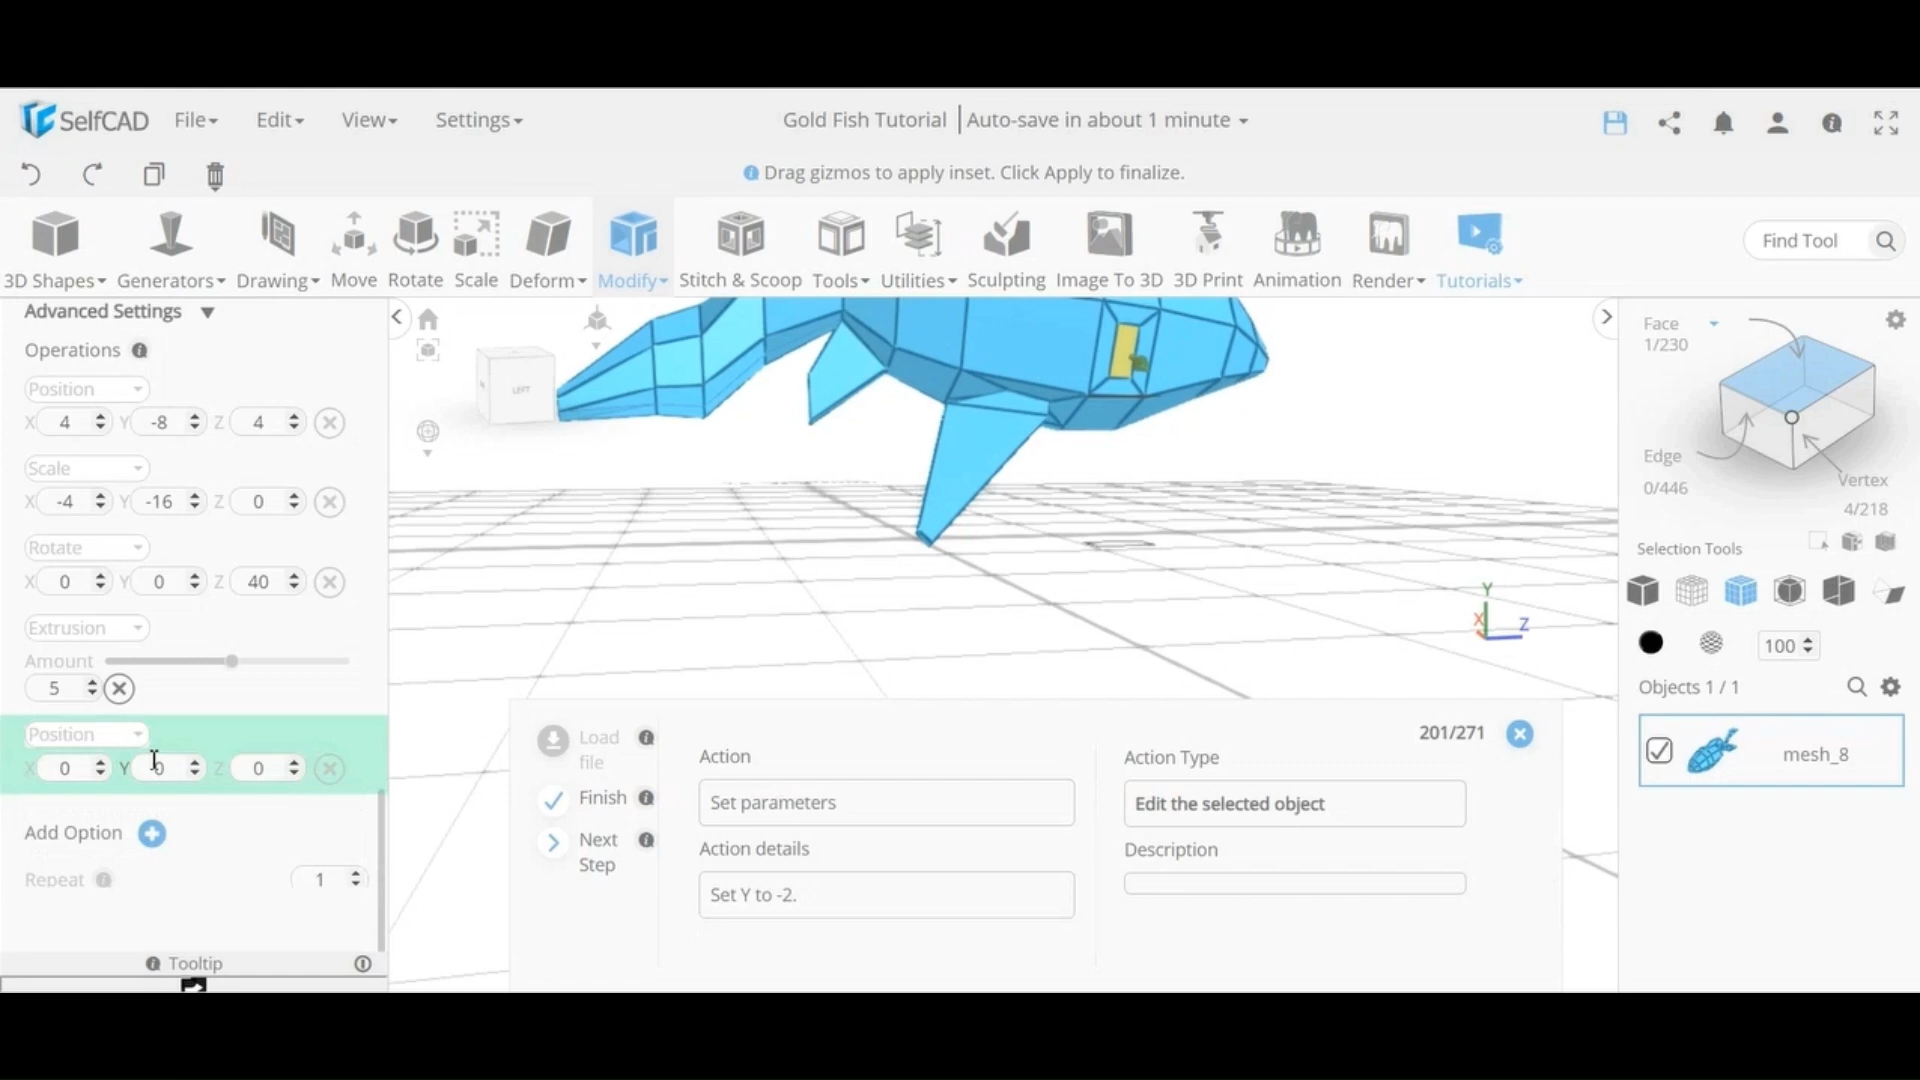 SelfCAD File Edit View Settings Gold Fish Tutorial Auto-save in about 1 minute
Drag gizmos to apply inset. Click Apply to finalize.
3D Shapes Generators Drawing Move Rotate Scale Deform Modify Stitch & Scoop Tools Utilities Sculpting Image To 3D 3D Print Animation Render Tutorials Find Tool
Advanced Settings
Operations
Position
X 4 Y -8 Z 4
Scale
X -4 Y -16 Z 0
Rotate
X 0 Y 0 Z 40
Extrusion
Amount
5
Position
X 0 Y 0 Z 0
Add Option
Repeat 1
Tooltip
LEFT
Y
X Z
Load
file
Finish
Next
Step
Action
Set parameters
Action details
Set Y to -2.
201/271
Action Type
Edit the selected object
Description
Face
1/230
Edge
0/446
Vertex
4/218
Selection Tools
100
Objects 1 / 1
mesh_8